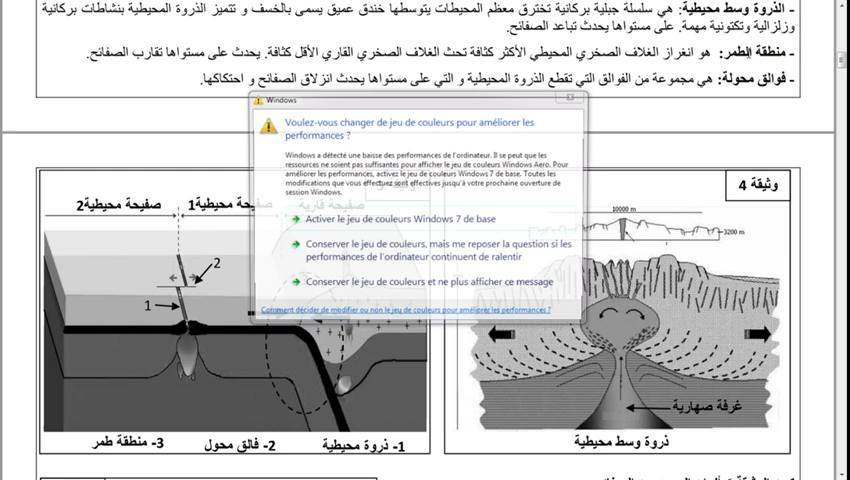 - الذروة وسط محيطية: هي سلسلة جبلية بركانية تخترق معظم المحيطات يتوسطها خندق عميق يسمى بالخسف و تتميز الذروة المحيطية بنشاطات بركانية
وزلزالية وتكتونية مهمة. على مستواها يحدث تباعد الصفائح.
- منطقة الطمر: هو انغراز الغلاف الصخري المحيطي الأكثر كثافة تحث الغلاف الصخري القاري الأقل كثافة. يحدث على مستواها تقارب الصفائح.
- فوالق محولة: هي مجموعة من الفوالق التي تقطع الذروة المحيطية و التي على مستواها يحدث انزلاق الصفائح و احتكاكها.
Windows
Voulez-vous changer de jeu de couleurs pour améliorer les
performances ?
Windows a détecté une baisse des performances de l'ordinateur. Il se peut que les
ressources ne soient pas suffisantes pour afficher le jeu de couleurs Windows Aero. Pour
améliorer les performances, activez le jeu de couleurs Windows 7 de base. Toutes les
modifications que vous effectuez sont effectives jusqu'à votre prochaine ouverture de
session Windows.
Activer le jeu de couleurs Windows 7 de base
Conserver le jeu de couleurs, mais me reposer la question si les
performances de l'ordinateur continuent de ralentir
Conserver le jeu de couleurs et ne plus afficher ce message
Comment décider de modifier ou non le jeu de couleurs pour améliorer les performances ?
وثيقة 4
10000 m
3200 m
غرفة صهارية
ذروة وسط محيطية
صفيحة قارية
صفيحة محيطية1
صفيحة محيطية2
2
1
1- ذروة محيطية
2- فالق محول
3- منطقة طمر